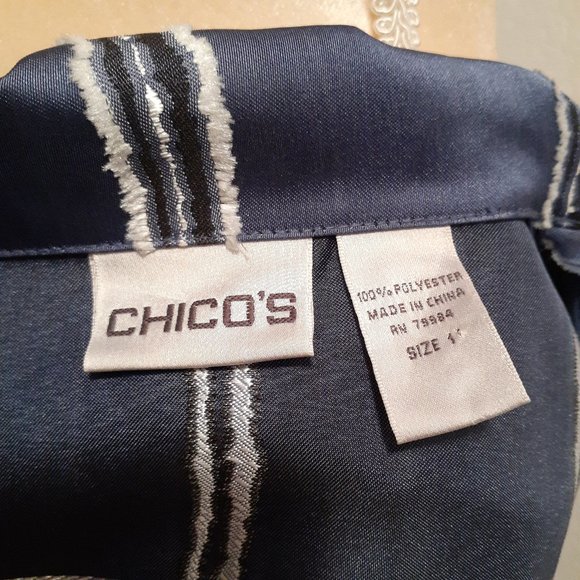 CHICO'S
100% POLYESTER
MADE IN CHINA
RN 79984
SIZE 1